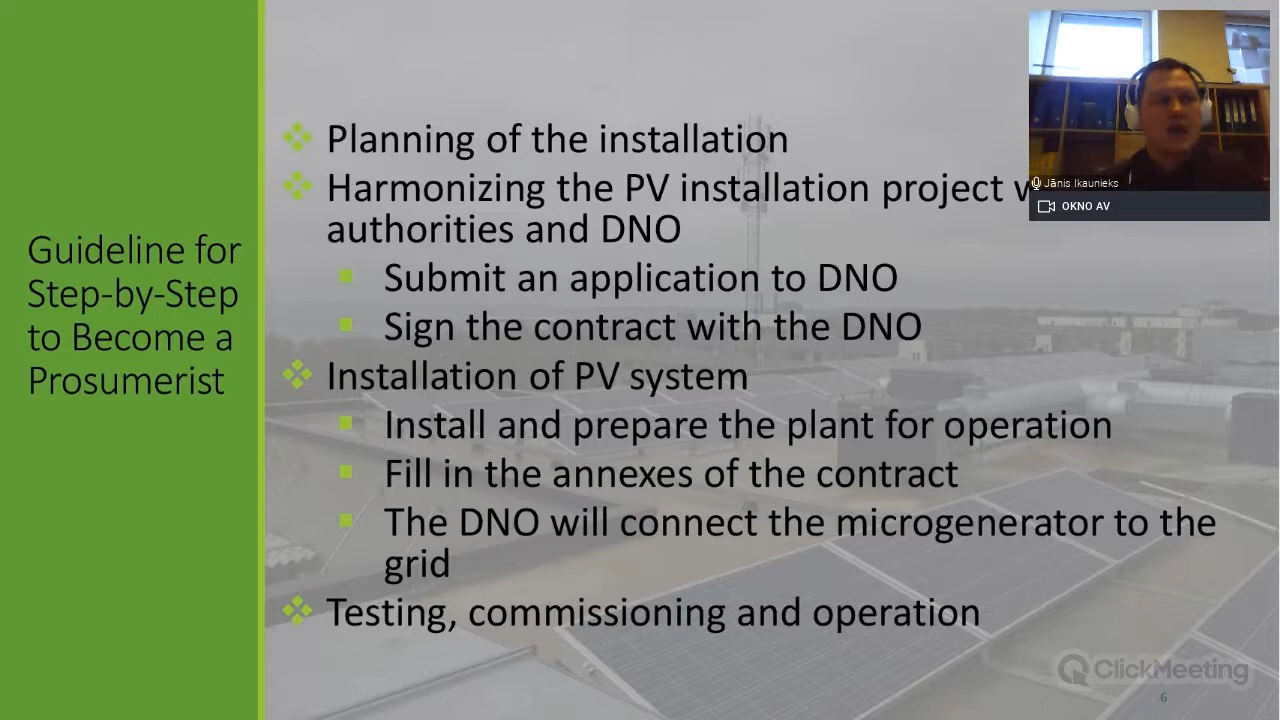 Guideline for
Step-by-Step
to Become a
Prosumerist
Planning of the installation
Harmonizing the PV installation project
authorities and DNO
Submit an application to DNO
Sign the contract with the DNO
Installation of PV system
Install and prepare the plant for operation
Fill in the annexes of the contract
The DNO will connect the microgenerator to the
grid
Testing, commissioning and operation
Jānis Ikaunieks
OKNO AV
ClickMeeting
6